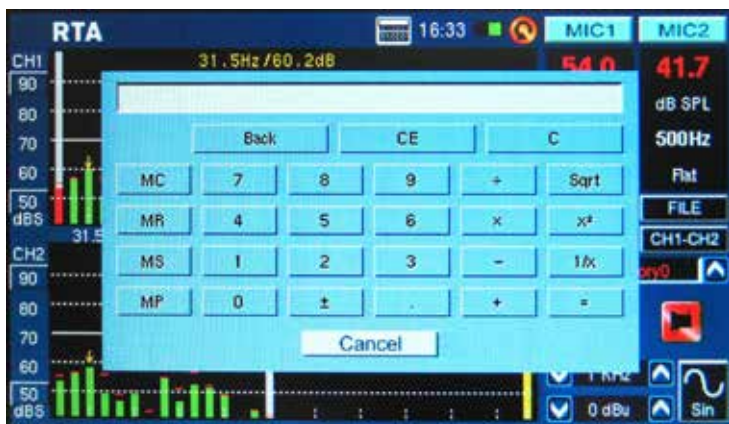 RTA 16:33 MIC1 MIC2
CH1 31.5Hz/60.2dB 54.0 41.7
90
80 dB SPL
70 500Hz
60 Flat
50 FILE
dBS
31.5 CH1-CH2
Back CE C
MC 7 8 9 ÷ Sqrt
MR 4 5 6 × x²
MS 1 2 3 - 1/x
MP 0 ± . + =
Cancel
CH2
90
80
70
60 1 KHz
50 0 dBu Sin
dBS